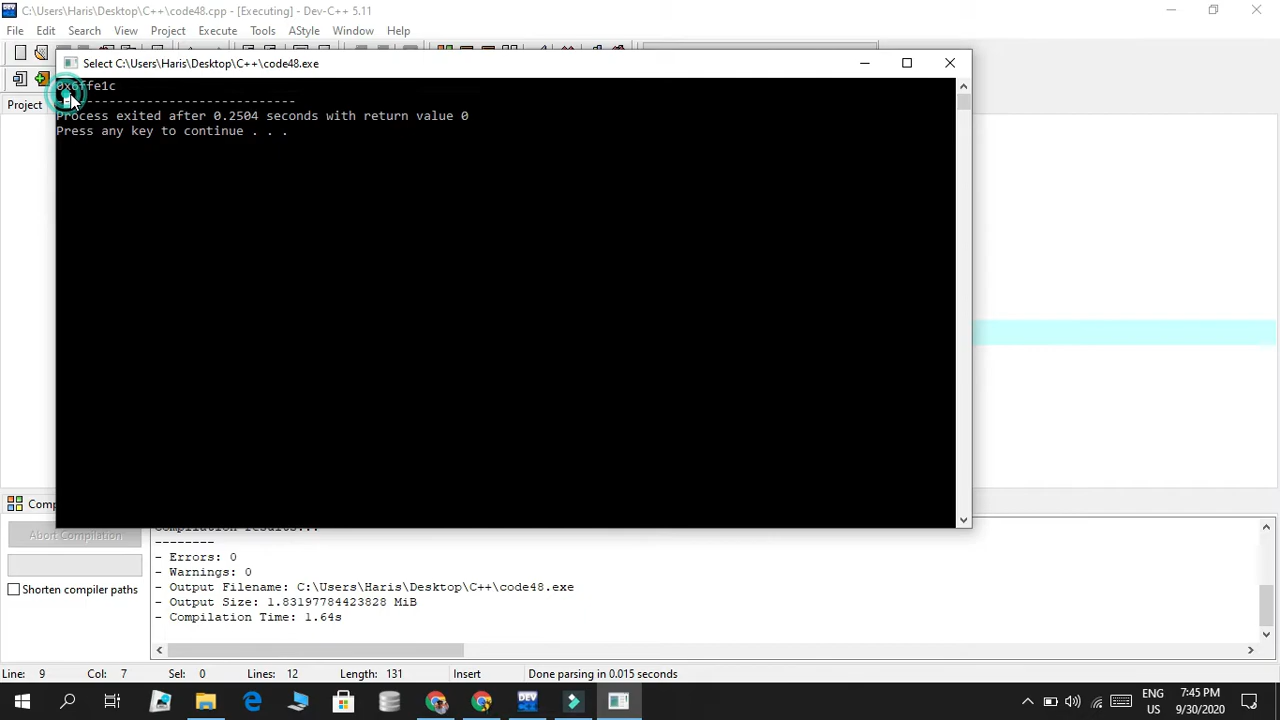 C:\Users\Haris\Desktop\C++\code48.cpp - [Executing] - Dev-C++ 5.11
File Edit Search View Project Execute Tools AStyle Window Help
Select C:\Users\Haris\Desktop\C++\code48.exe
0x6ffe1c
--------------------------------
Process exited after 0.2504 seconds with return value 0
Press any key to continue . . .
Project
Compilation results...
--------
- Errors: 0
- Warnings: 0
- Output Filename: C:\Users\Haris\Desktop\C++\code48.exe
- Output Size: 1.83197784423828 MiB
- Compilation Time: 1.64s
Comp
Abort Compilation
Shorten compiler paths
Line: 9 Col: 7 Sel: 0 Lines: 12 Length: 131 Insert Done parsing in 0.015 seconds
DEV
ENG
US
7:45 PM
9/30/2020